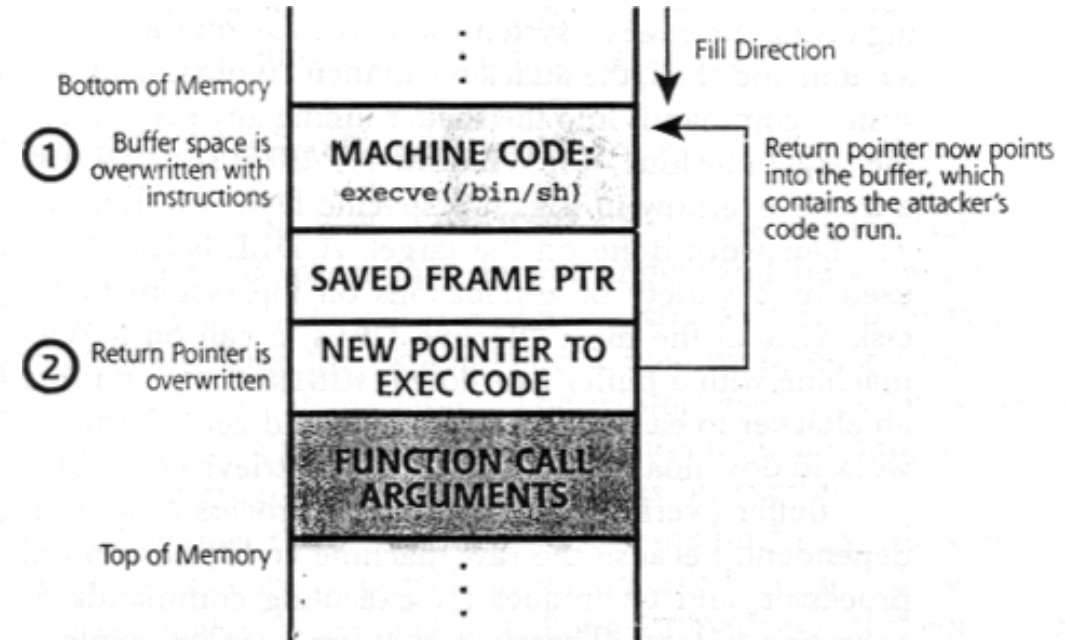 Fill Direction
Bottom of Memory
1
Buffer space is
overwritten with
instructions
MACHINE CODE:
execve(/bin/sh)
Return pointer now points
into the buffer, which
contains the attacker's
code to run.
SAVED FRAME PTR
2
Return Pointer is
overwritten
NEW POINTER TO
EXEC CODE
FUNCTION CALL
ARGUMENTS
Top of Memory